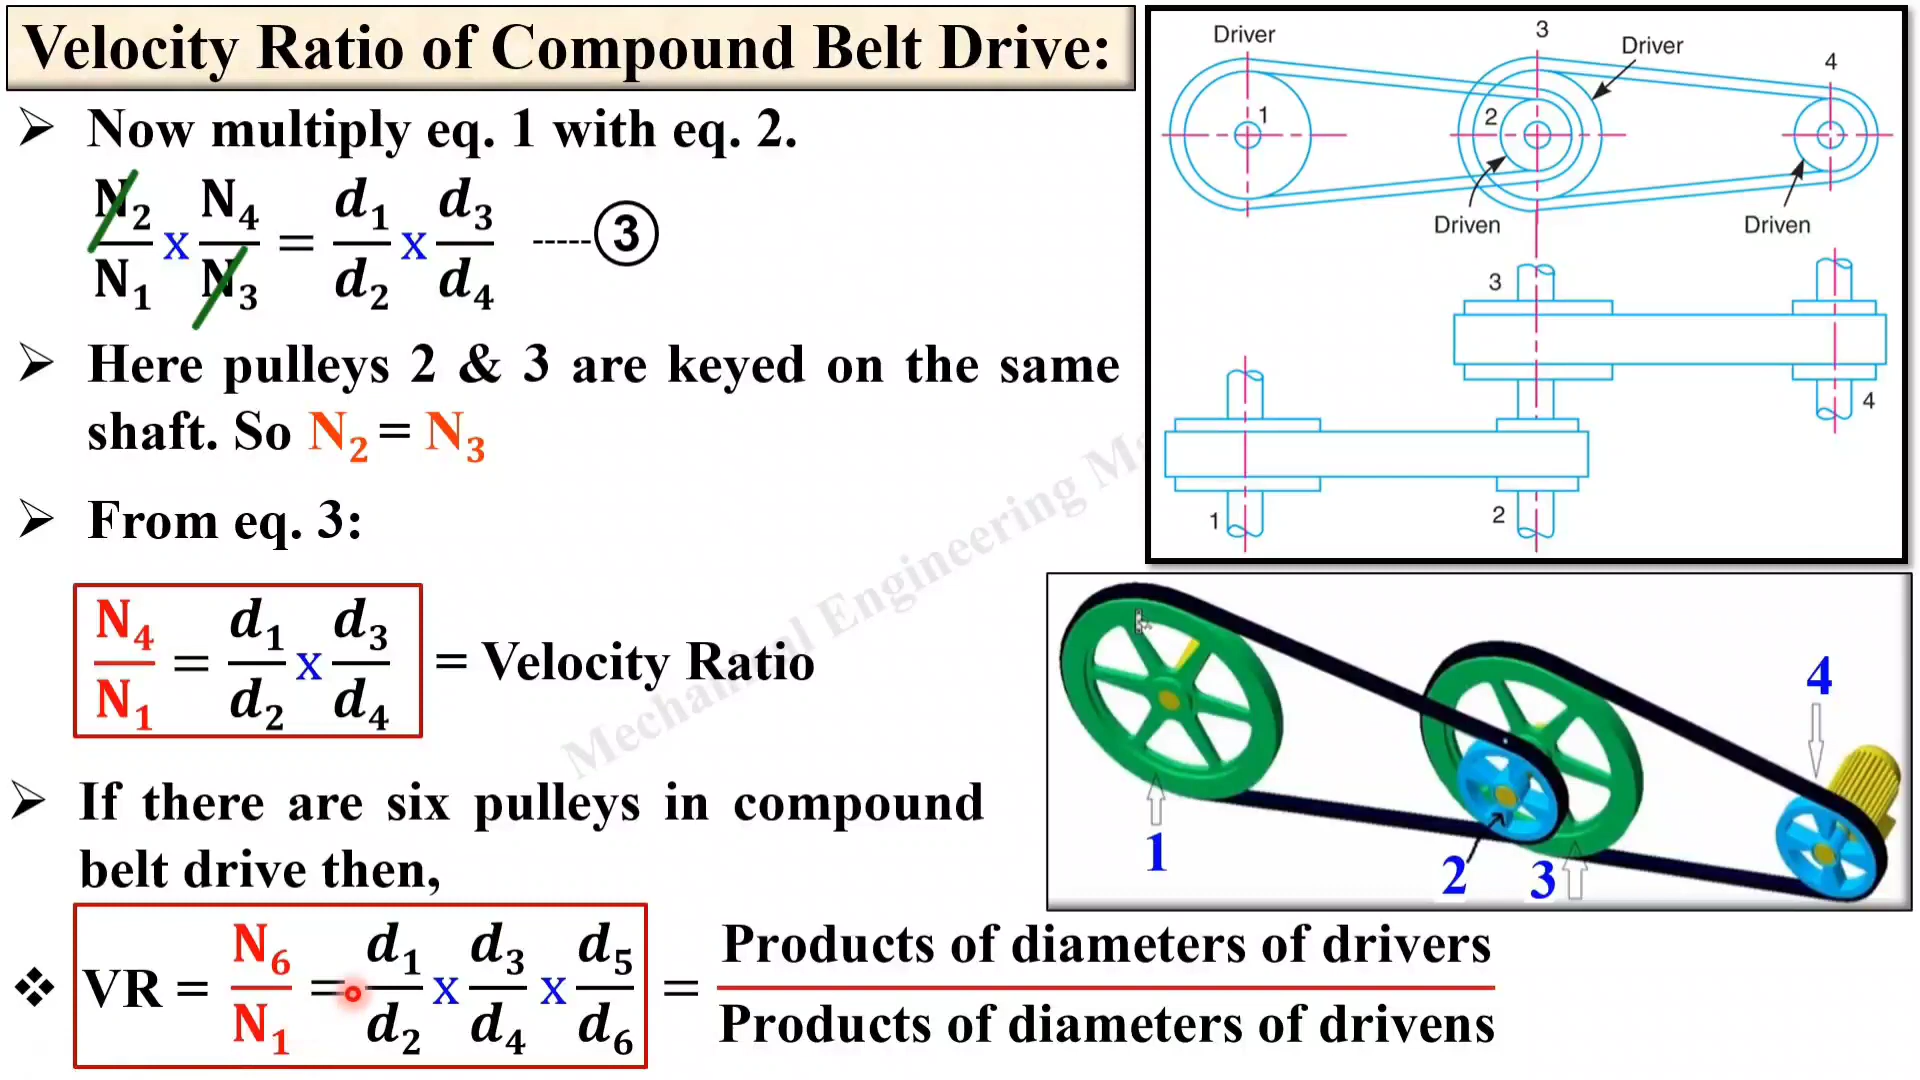 Velocity Ratio of Compound Belt Drive:
➢ Now multiply eq. 1 with eq. 2.
N₂/N₁ x N₄/N₃ = d₁/d₂ x d₃/d₄ -----③
➢ Here pulleys 2 & 3 are keyed on the same
shaft. So N₂ = N₃
➢ From eq. 3:
N₄/N₁ = d₁/d₂ x d₃/d₄ = Velocity Ratio
➢ If there are six pulleys in compound
belt drive then,
❖ VR = N₆/N₁ = d₁/d₂ x d₃/d₄ x d₅/d₆ = Products of diameters of drivers
Products of diameters of drivens
Driver
3
Driver
4
1
2
Driven
Driven
3
4
1
2
4
1
2
3
Mechanical Engineering